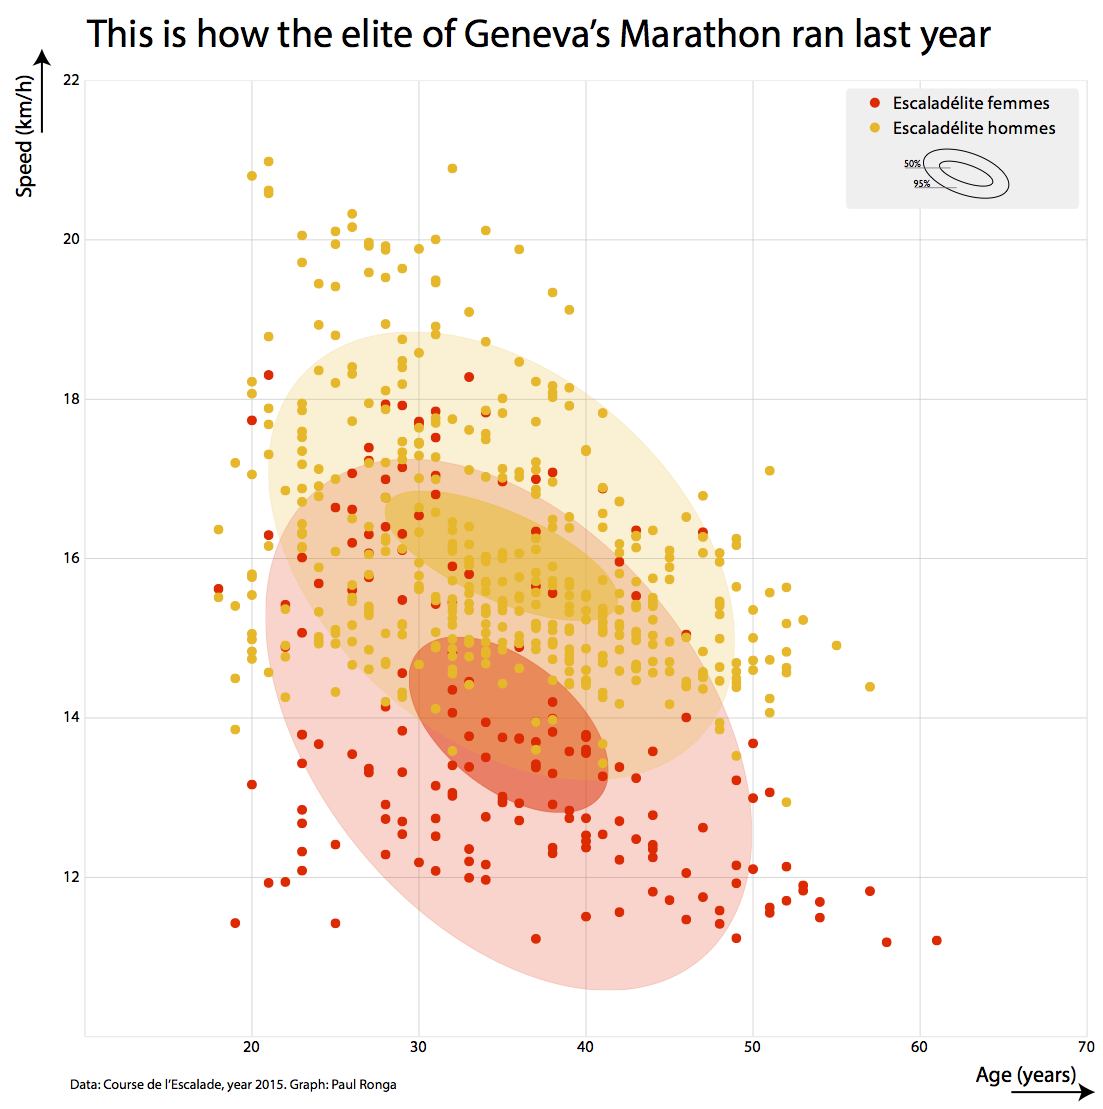 This is how the elite of Geneva’s Marathon ran last year
Speed (km/h)
22
20
18
16
14
12
Escaladélite femmes
Escaladélite hommes
50%
95%
20
30
40
50
60
70
Age (years)
Data: Course de l’Escalade, year 2015. Graph: Paul Ronga